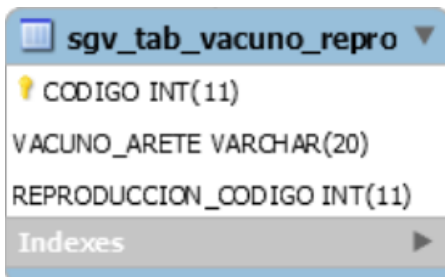 sgv_tab_vacuno_repro
CODIGO INT(11)
VACUNO_ARETE VARCHAR(20)
REPRODUCCION_CODIGO INT(11)
Indexes